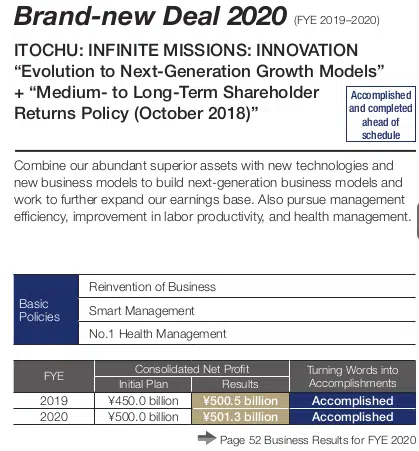 Brand-new Deal 2020 (FYE 2019–2020)
ITOCHU: INFINITE MISSIONS: INNOVATION
“Evolution to Next-Generation Growth Models”
+ “Medium- to Long-Term Shareholder
Returns Policy (October 2018)”
Accomplished
and completed
ahead of
schedule
Combine our abundant superior assets with new technologies and
new business models to build next-generation business models and
work to further expand our earnings base. Also pursue management
efficiency, improvement in labor productivity, and health management.
Basic
Policies
Reinvention of Business
Smart Management
No.1 Health Management
FYE
Consolidated Net Profit
Initial Plan
Results
Turning Words into
Accomplishments
2019 ¥450.0 billion ¥500.5 billion Accomplished
2020 ¥500.0 billion ¥501.3 billion Accomplished
Page 52 Business Results for FYE 2020